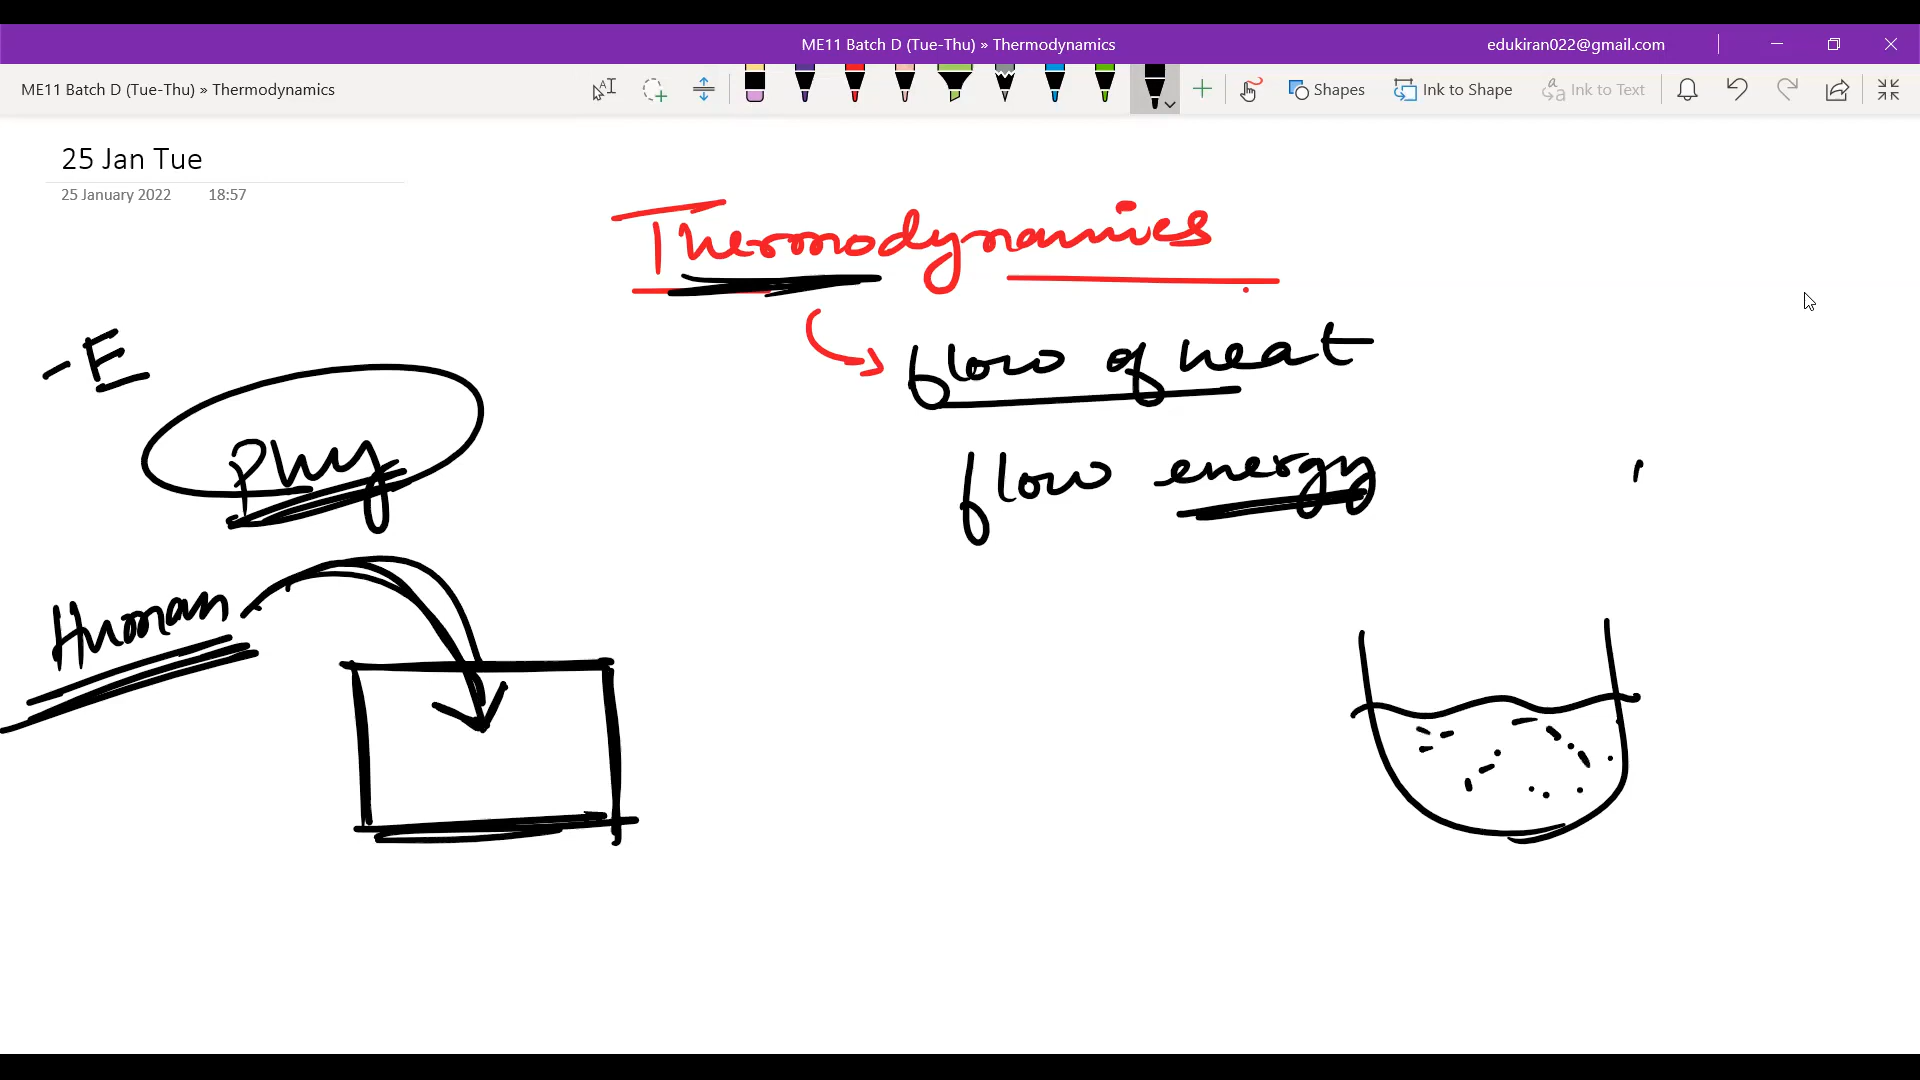 ME11 Batch D (Tue-Thu) » Thermodynamics
edukiran022@gmail.com
ME11 Batch D (Tue-Thu) » Thermodynamics
Shapes
Ink to Shape
Ink to Text
25 Jan Tue
25 January 2022 18:57
Thermodynamics
flow of heat
flow energy
- E
Phy
Human